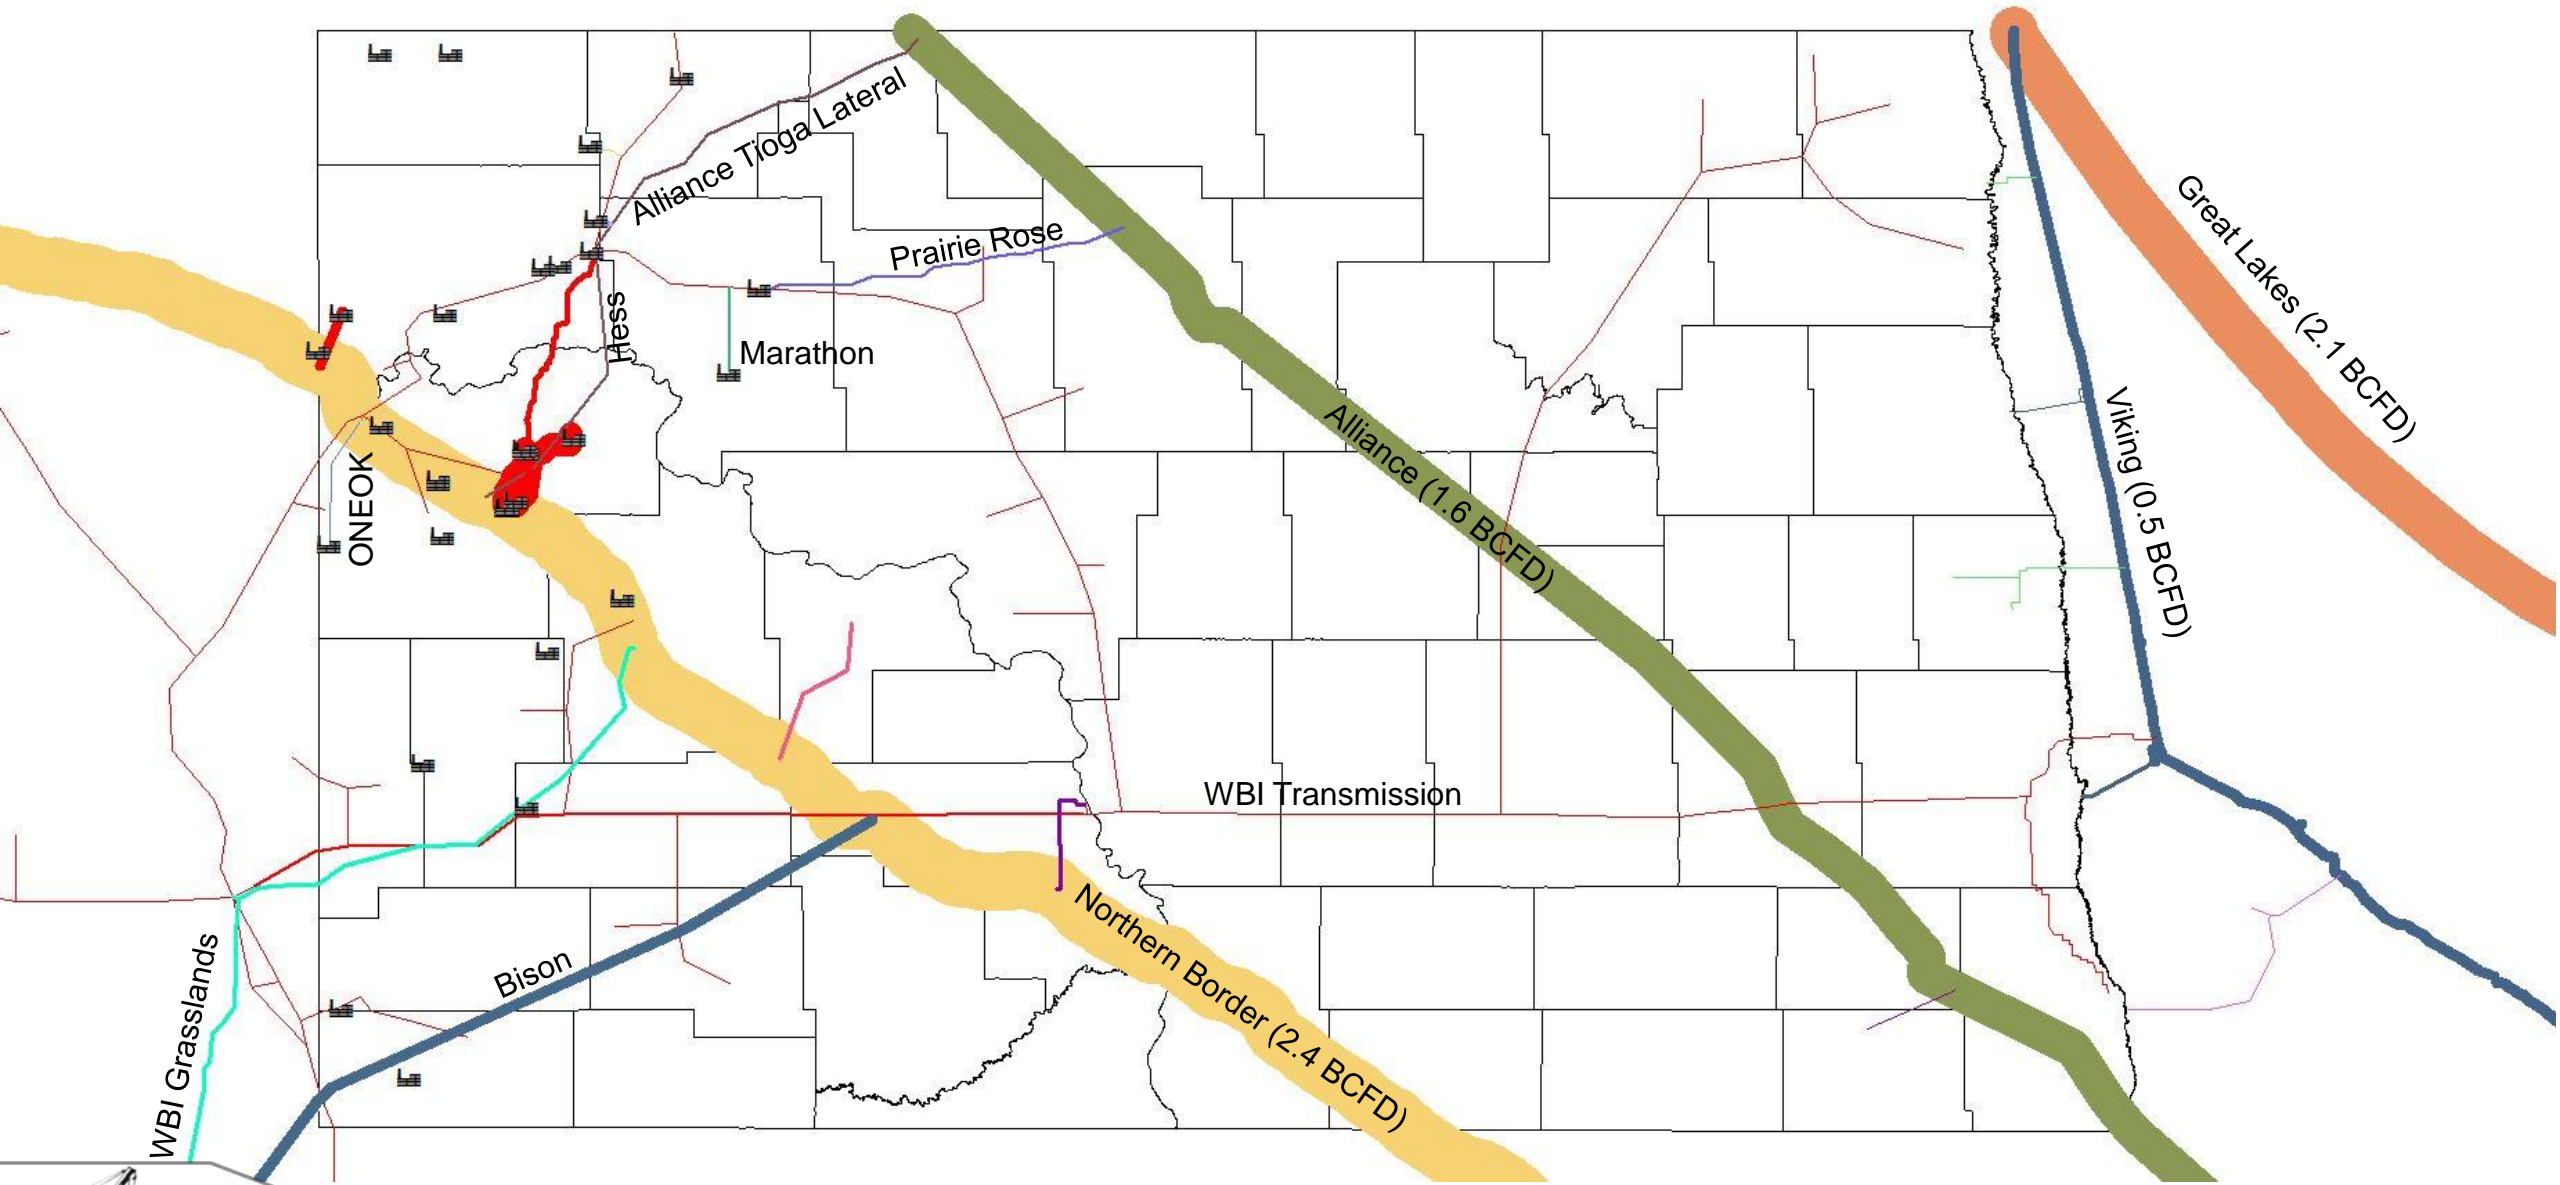 Alliance Tioga Lateral
Prairie Rose
Great Lakes (2.1 BCFD)
Hess
Marathon
Viking (0.5 BCFD)
Alliance (1.6 BCFD)
ONEOK
WBI Transmission
Northern Border (2.4 BCFD)
Bison
WBI Grasslands